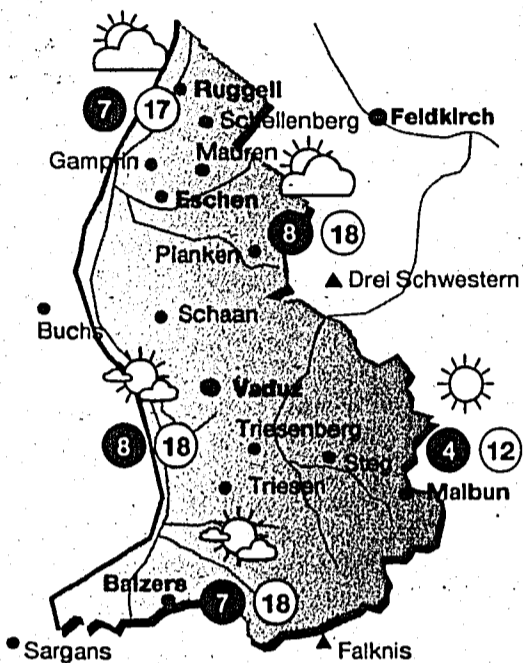 Ruggell
7 17
Schellenberg
Feldkirch
Gamprin
Mauren
Eschen
8 18
Planken
Drei Schwestern
Schaan
Buchs
Vaduz
8 18
Triesenberg
Steg
4 12
Triesen
Malbun
Balzers
7 18
Sargans
Falknis